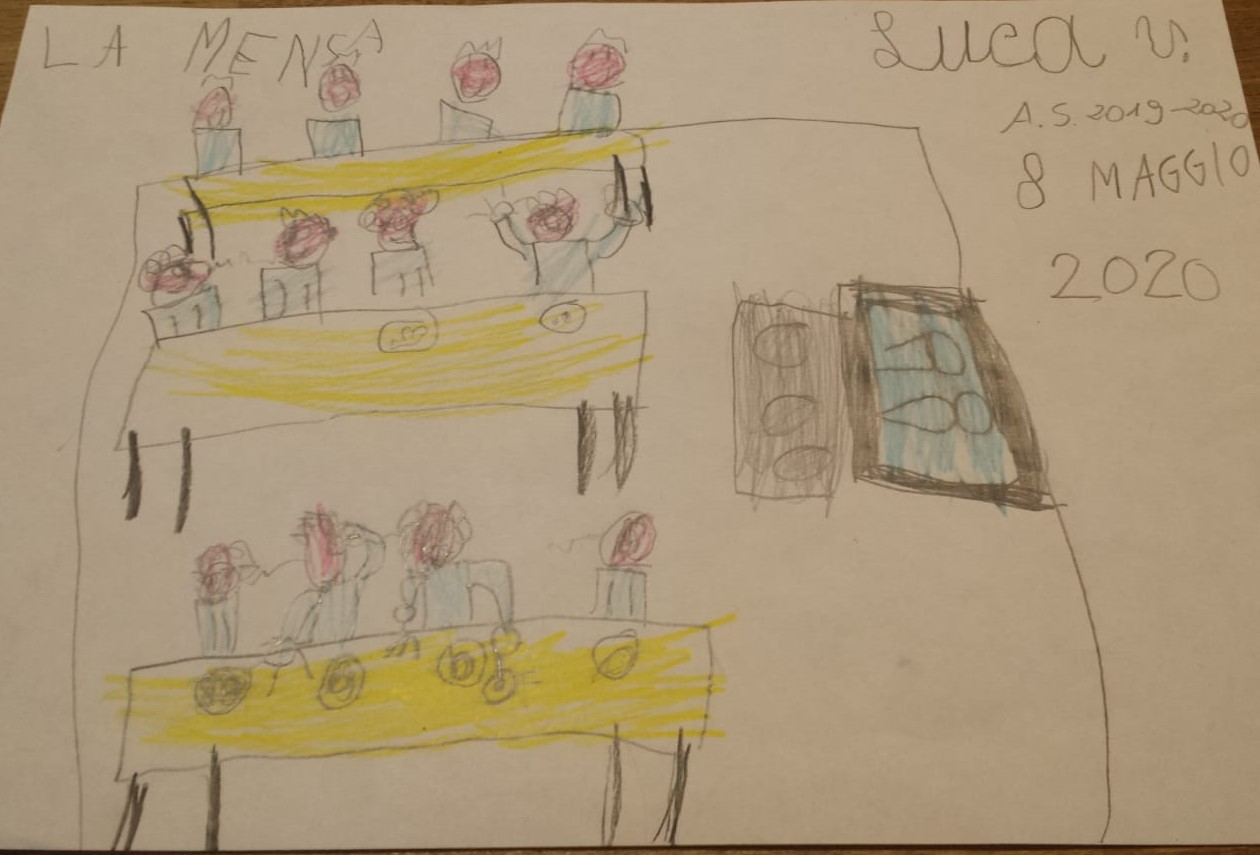 LA MENSA
Luca V.
A.S. 2019-2020
8 MAGGIO
2020